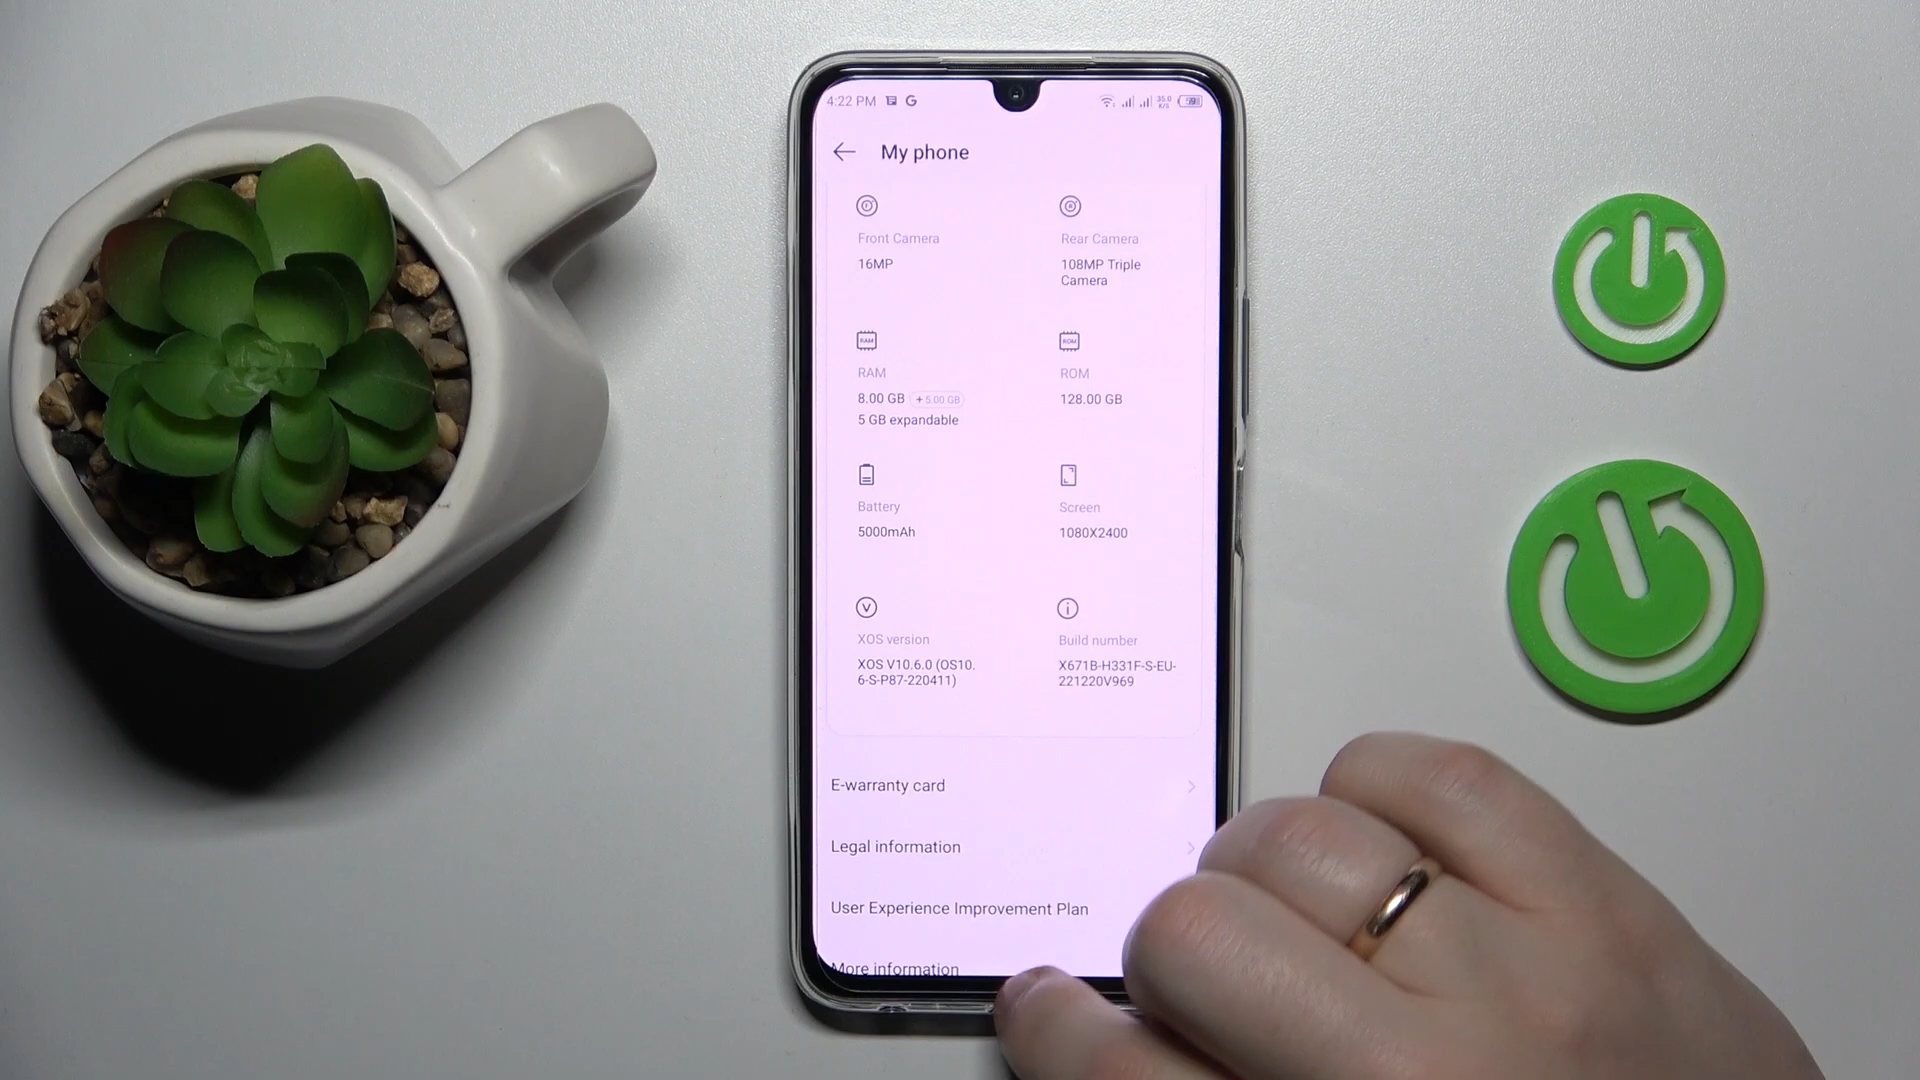 4:22 PM
My phone
Front Camera
16MP
Rear Camera
108MP Triple
Camera
RAM
RAM
8.00 GB +5.00 GB
5 GB expandable
ROM
ROM
128.00 GB
Battery
5000mAh
Screen
1080X2400
XOS version
XOS V10.6.0 (OS10.
6-S-P87-220411)
Build number
X671B-H331F-S-EU-
221220V969
E-warranty card
Legal information
User Experience Improvement Plan
More information